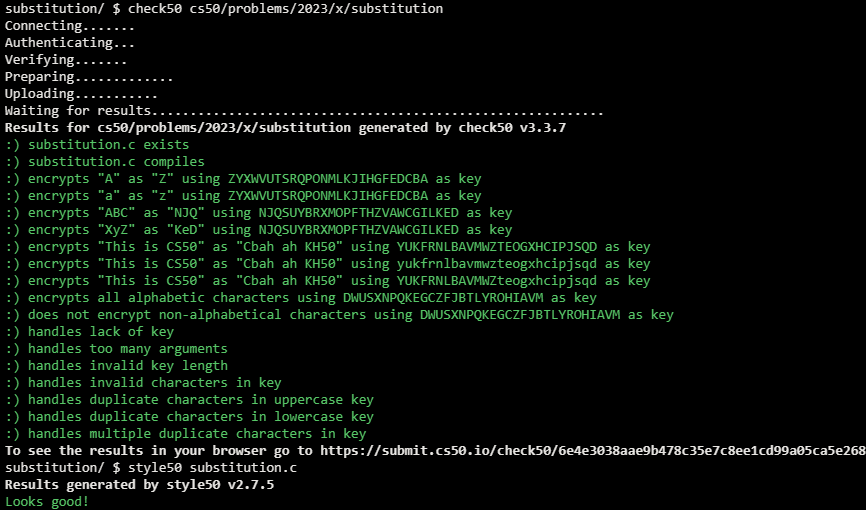 substitution/ $ check50 cs50/problems/2023/x/substitution
Connecting.......
Authenticating...
Verifying.......
Preparing.............
Uploading...........
Waiting for results...........................................................
Results for cs50/problems/2023/x/substitution generated by check50 v3.3.7
:) substitution.c exists
:) substitution.c compiles
:) encrypts "A" as "Z" using ZYXWVUTSRQPONMLKJIHGFEDCBA as key
:) encrypts "a" as "z" using ZYXWVUTSRQPONMLKJIHGFEDCBA as key
:) encrypts "ABC" as "NJQ" using NJQSUYBRXMOPFTHZVAWCGILKED as key
:) encrypts "XyZ" as "KeD" using NJQSUYBRXMOPFTHZVAWCGILKED as key
:) encrypts "This is CS50" as "Cbah ah KH50" using YUKFRNLBAVMWZTEOGXHCIPJSQD as key
:) encrypts "This is CS50" as "Cbah ah KH50" using yukfrnlbavmwzteogxhcipjsqd as key
:) encrypts "This is CS50" as "Cbah ah KH50" using YUKFRNLBAVMWZteogxhcipjsqd as key
:) encrypts all alphabetic characters using DWUSXNPQKEGCZFJBTLYROHIAVM as key
:) does not encrypt non-alphabetical characters using DWUSXNPQKEGCZFJBTLYROHIAVM as key
:) handles lack of key
:) handles too many arguments
:) handles invalid key length
:) handles invalid characters in key
:) handles duplicate characters in uppercase key
:) handles duplicate characters in lowercase key
:) handles multiple duplicate characters in key
To see the results in your browser go to https://submit.cs50.io/check50/6e4e3038aae9b478c35e7c8ee1cd99a05ca5e268
substitution/ $ style50 substitution.c
Results generated by style50 v2.7.5
Looks good!